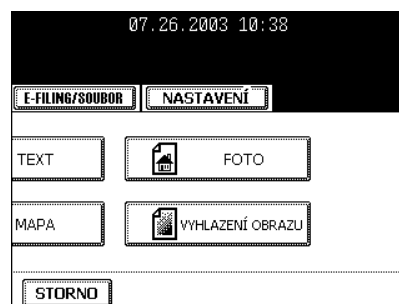 07.26.2003 10:38
E-FILING/SOUBOR NASTAVENÍ
TEXT FOTO
MAPA VYHLAZENÍ OBRAZU
STORNO